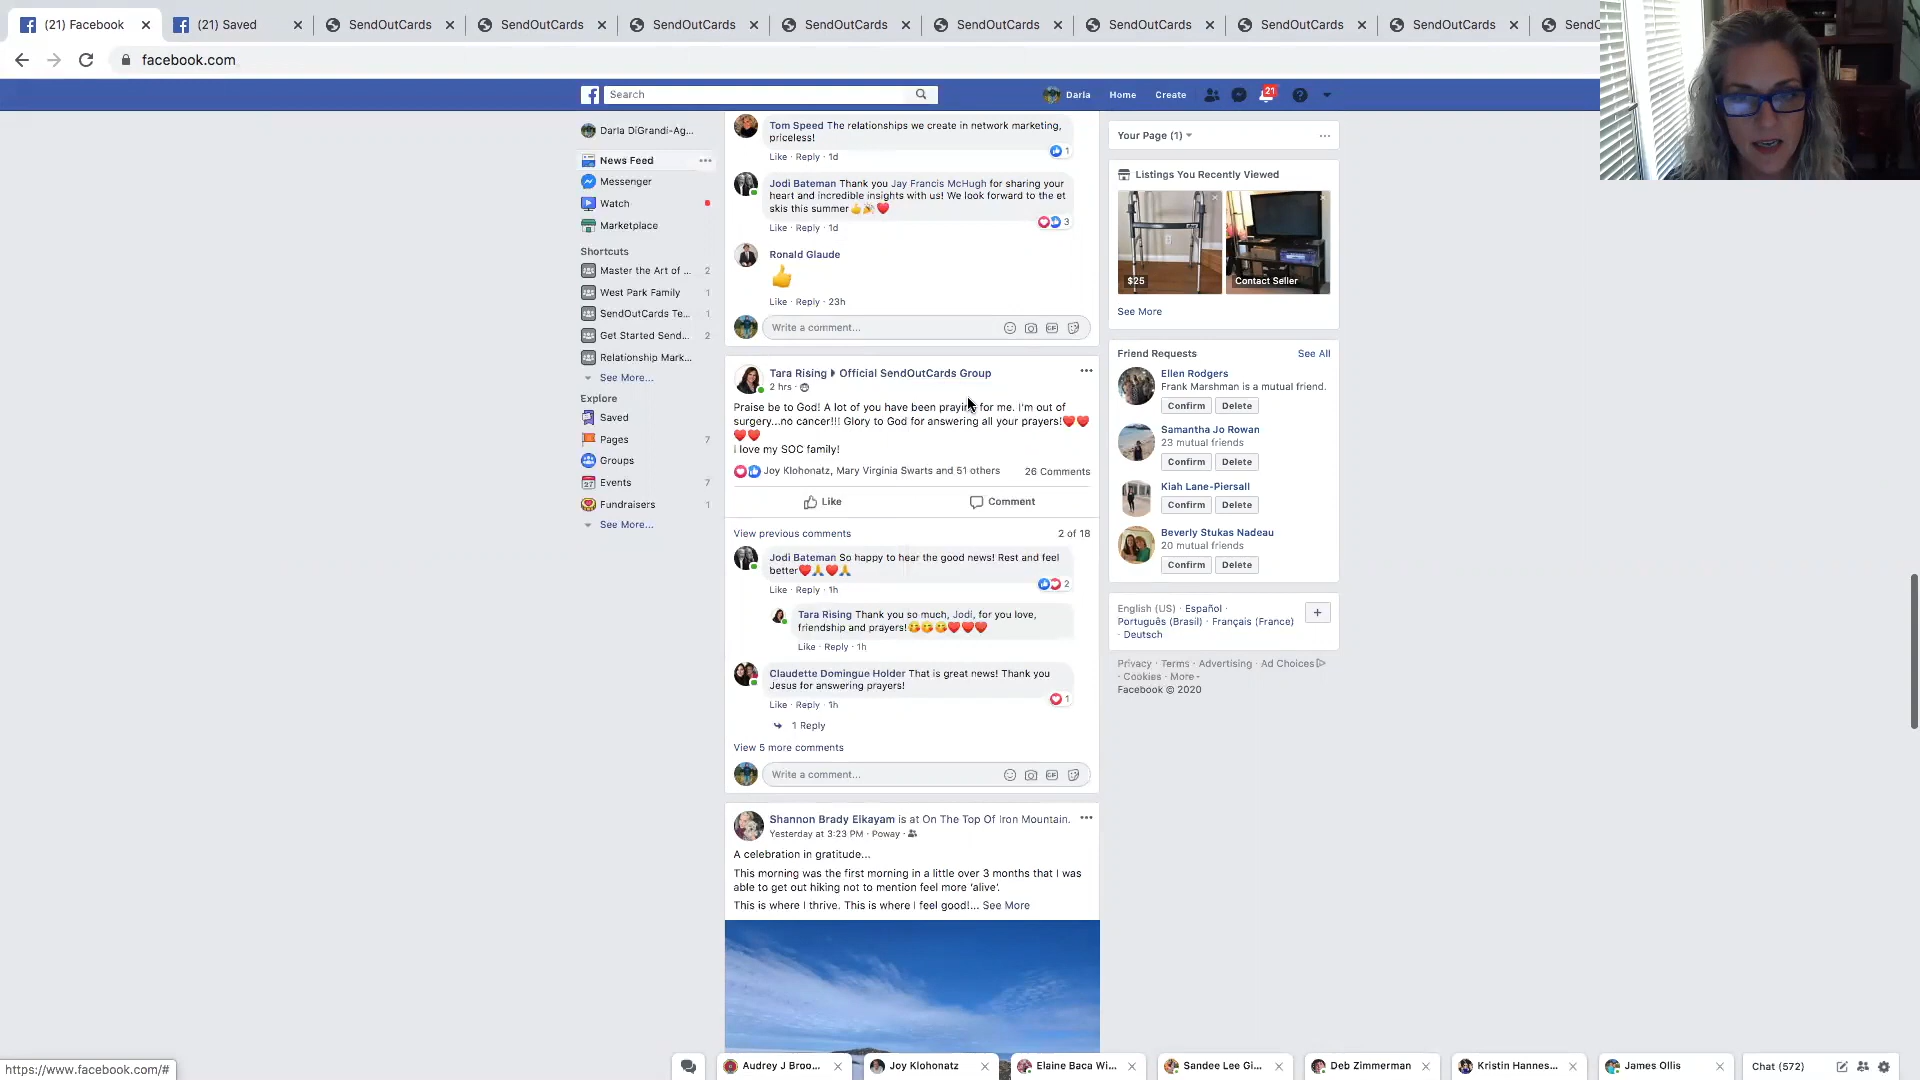 (21) Facebook
(21) Saved
SendOutCards
SendOutCards
SendOutCards
SendOutCards
SendOutCards
SendOutCards
SendOutCards
SendOutCards
facebook.com
Search
Darla
Home
Create
21
Darla DiGrandi-Ag...
News Feed
Messenger
Watch
Marketplace
Shortcuts
Master the Art of ... 2
West Park Family 1
SendOutCards Te... 1
Get Started Send... 2
Relationship Mark...
See More...
Explore
Saved
Pages 7
Groups
Events 7
Fundraisers 1
See More...
Tom Speed The relationships we create in network marketing,
priceless!
1
Like · Reply · 1d
Jodi Bateman Thank you Jay Francis McHugh for sharing your
heart and incredible insights with us! We look forward to the et
skis this summer👍🎉❤️
3
Like · Reply · 1d
Ronald Glaude
👍
Like · Reply · 23h
Write a comment...
Tara Rising ▸ Official SendOutCards Group
2 hrs ·
Praise be to God! A lot of you have been praying for me. I'm out of
surgery...no cancer!!! Glory to God for answering all your prayers!❤️❤️
❤️❤️
I love my SOC family!
Joy Klohonatz, Mary Virginia Swarts and 51 others
26 Comments
Like
Comment
View previous comments
2 of 18
Jodi Bateman So happy to hear the good news! Rest and feel
better❤️🙏❤️🙏
2
Like · Reply · 1h
Tara Rising Thank you so much, Jodi, for you love,
friendship and prayers!🥰🥰🥰❤️❤️❤️
Like · Reply · 1h
Claudette Domingue Holder That is great news! Thank you
Jesus for answering prayers!
1
Like · Reply · 1h
1 Reply
View 5 more comments
Write a comment...
Shannon Brady Elkayam is at On The Top Of Iron Mountain.
Yesterday at 3:23 PM · Poway ·
A celebration in gratitude...
This morning was the first morning in a little over 3 months that I was
able to get out hiking not to mention feel more 'alive'.
This is where I thrive. This is where I feel good!... See More
Your Page (1)
Listings You Recently Viewed
$25
Contact Seller
See More
Friend Requests
See All
Ellen Rodgers
Frank Marshman is a mutual friend.
Confirm
Delete
Samantha Jo Rowan
23 mutual friends
Confirm
Delete
Kiah Lane-Piersall
Confirm
Delete
Beverly Stukas Nadeau
20 mutual friends
Confirm
Delete
English (US) · Español ·
Português (Brasil) · Français (France)
· Deutsch
Privacy · Terms · Advertising · Ad Choices
· Cookies · More
Facebook © 2020
https://www.facebook.com/#
Audrey J Broo...
Joy Klohonatz
Elaine Baca Wi...
Sandee Lee Gi...
Deb Zimmerman
Kristin Hannes...
James Ollis
Chat (572)